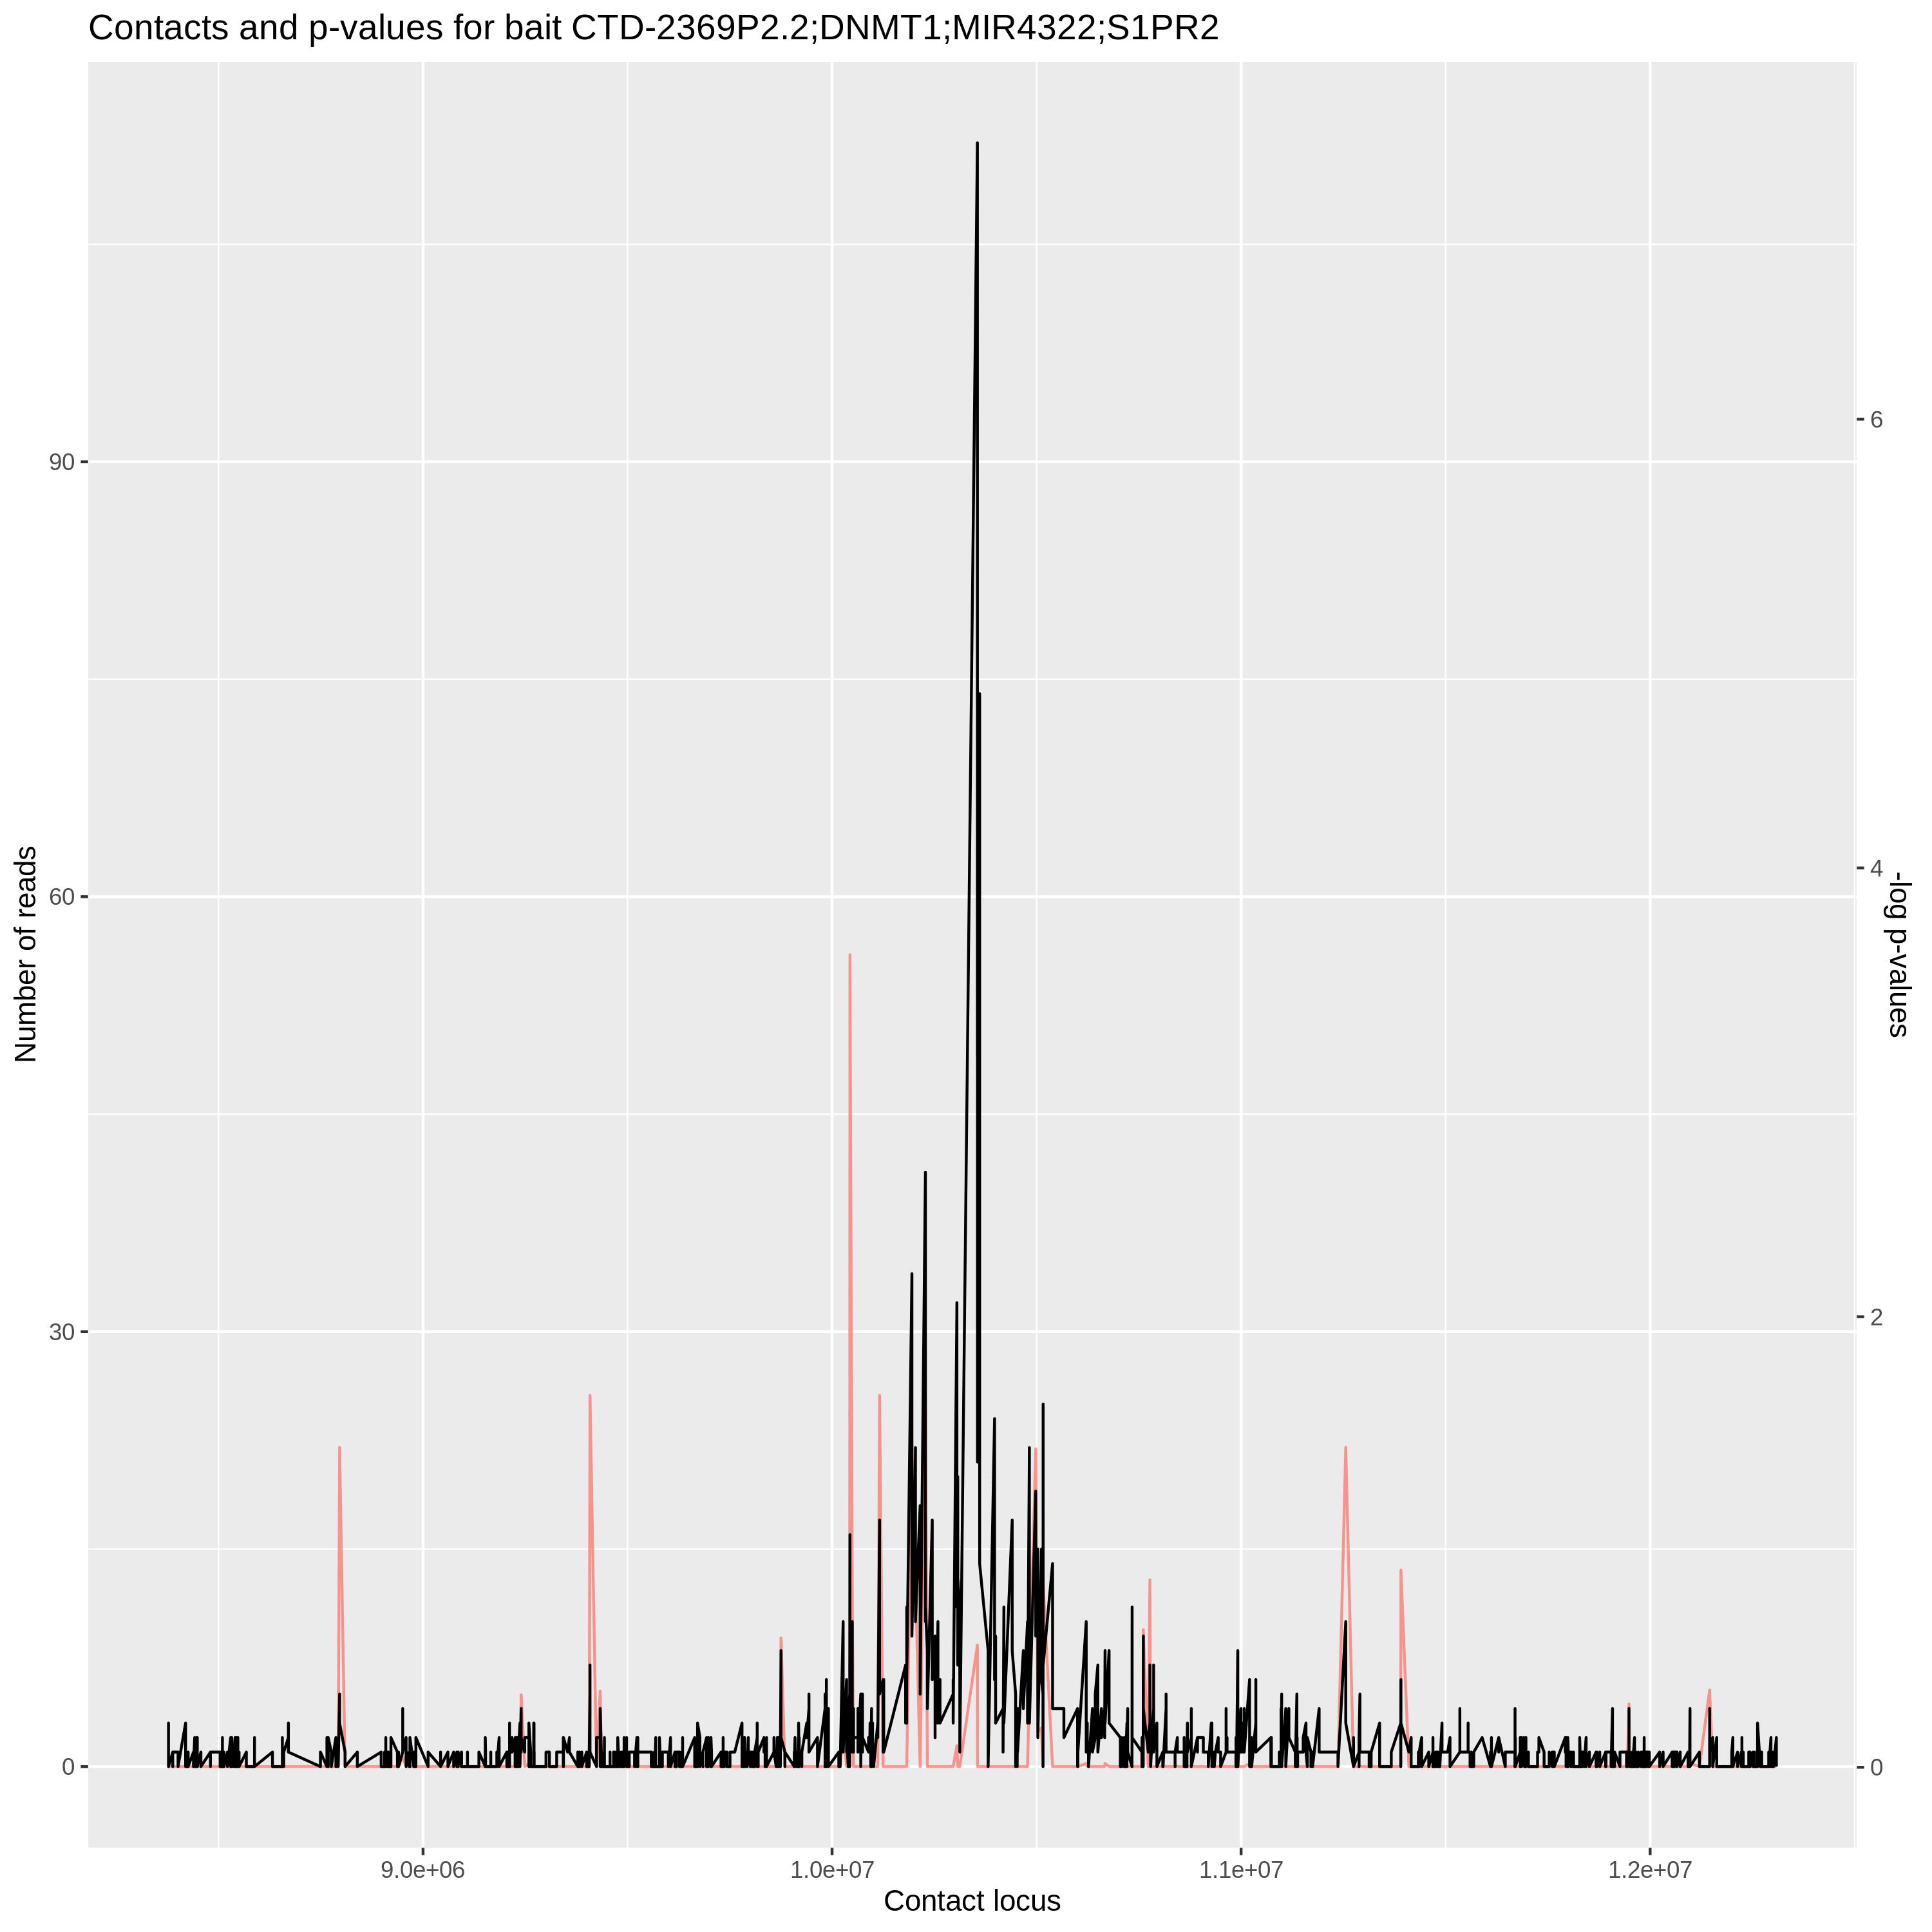 Contacts and p-values for bait CTD-2369P2.2;DNMT1;MIR4322;S1PR2
90
60
30
0
Number of reads
6
4
2
0
-log p-values
9.0e+06
1.0e+07
1.1e+07
1.2e+07
Contact locus